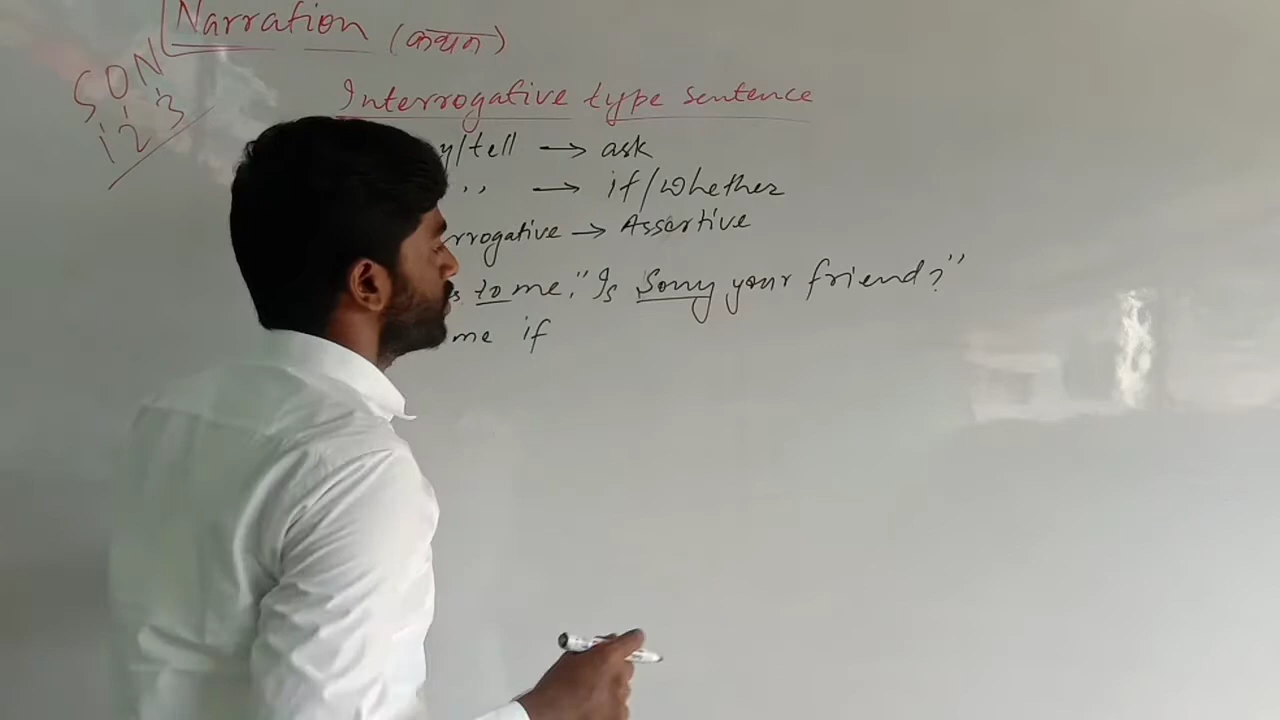 Narration (कथन)
SON
1 2 3
Interrogative type sentence
y/tell → ask
,, → if/whether
rrogative → Assertive
s to me, "Is Sonny your friend?"
me if